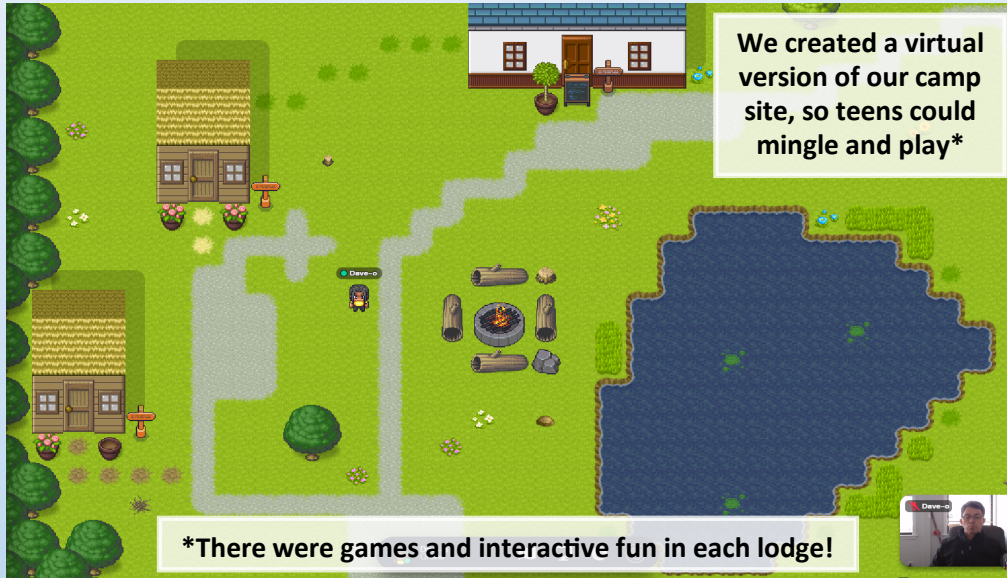 We created a virtual
version of our camp
site, so teens could
mingle and play*
Dave-o
Dave-o
*There were games and interactive fun in each lodge!